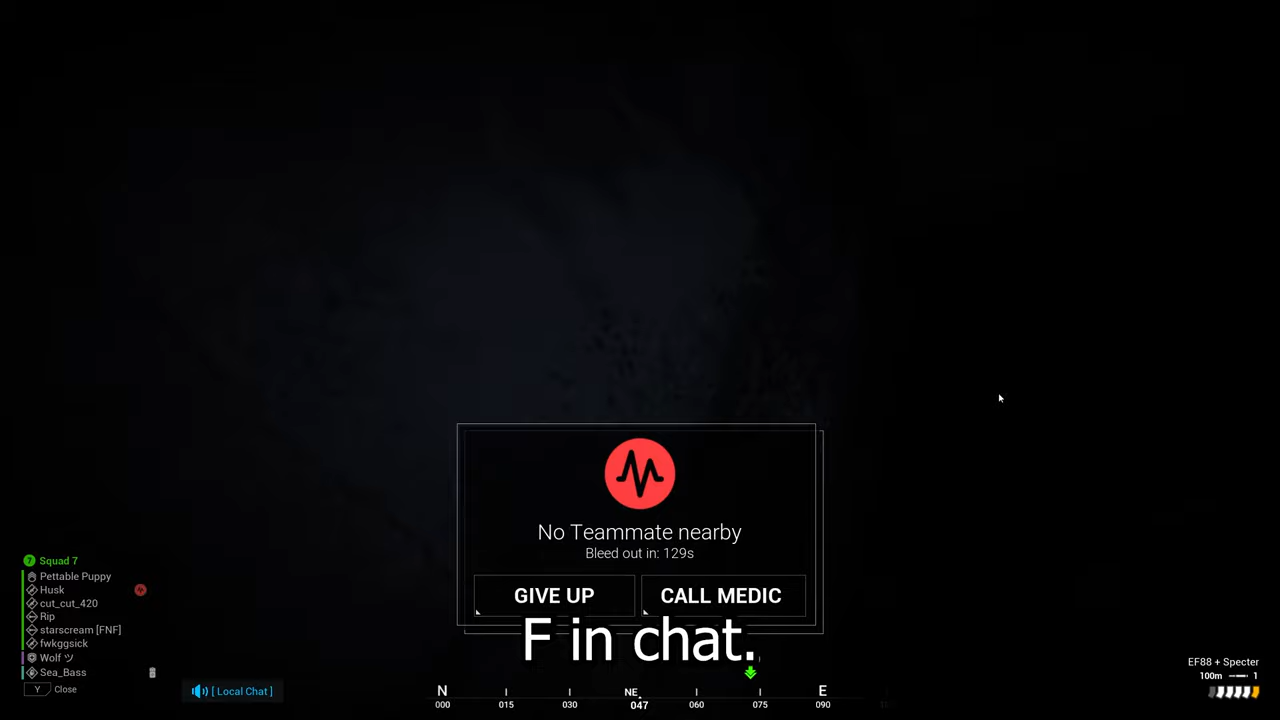 No Teammate nearby
Bleed out in: 129s
GIVE UP
CALL MEDIC
F in chat.
7 Squad 7
Pettable Puppy
Husk
cut_cut_420
Rip
starscream [FNF]
fwkggsick
Wolf ツ
Sea_Bass
Y Close
[ Local Chat ]
N NE E
000 015 030 047 060 075 090
EF88 + Specter
100m 1